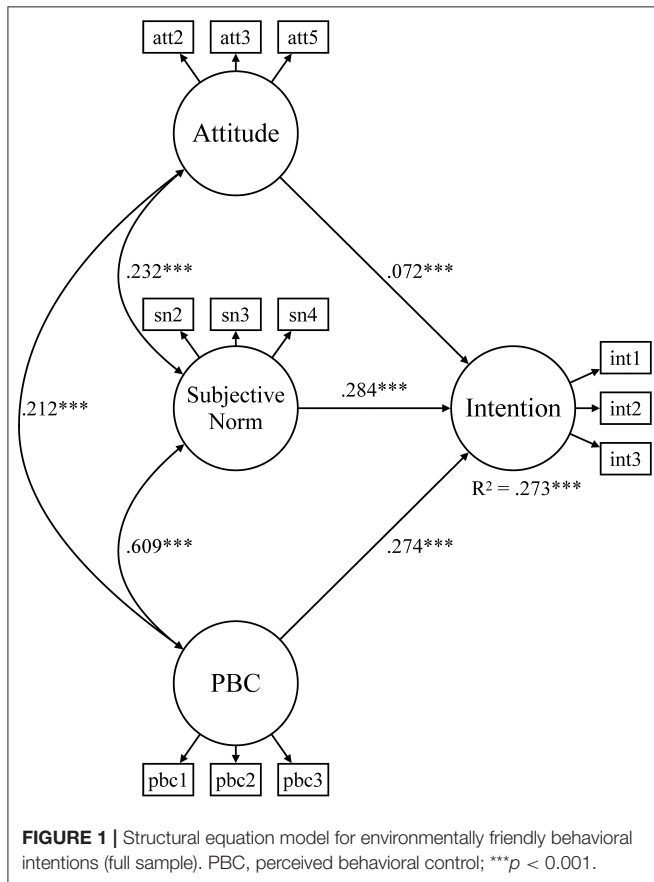 att2 att3 att5
Attitude
.232***
.072***
sn2 sn3 sn4
Subjective
Norm
.212***
.284***
Intention
int1
int2
int3
R² = .273***
.609***
.274***
PBC
pbc1 pbc2 pbc3
FIGURE 1 | Structural equation model for environmentally friendly behavioral
intentions (full sample). PBC, perceived behavioral control; ***p < 0.001.